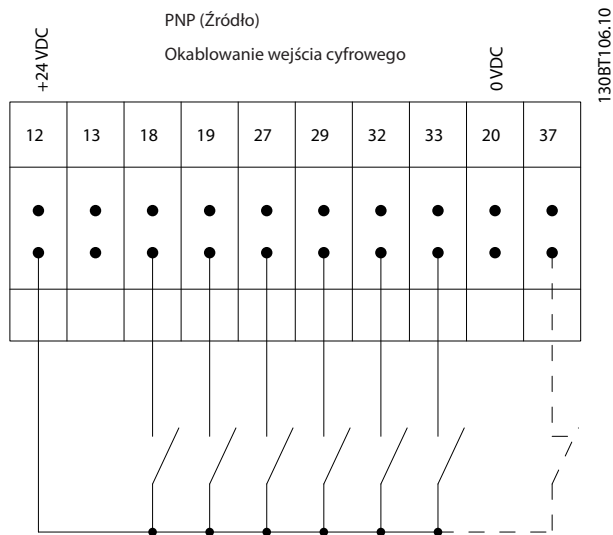 PNP (Źródło)
Okablowanie wejścia cyfrowego
+24 VDC
0 VDC
130BT106.10
12 13 18 19 27 29 32 33 20 37